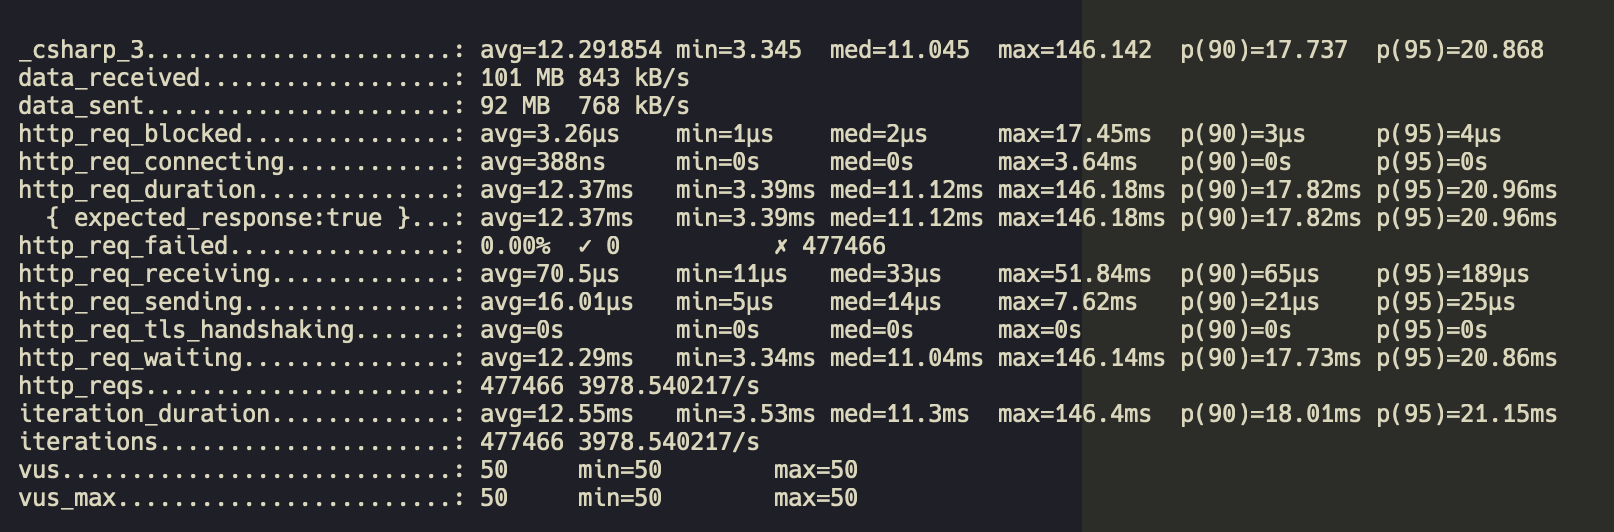 _csharp_3......................: avg=12.291854 min=3.345  med=11.045  max=146.142  p(90)=17.737  p(95)=20.868
data_received..................: 101 MB 843 kB/s
data_sent......................: 92 MB  768 kB/s
http_req_blocked...............: avg=3.26µs    min=1µs    med=2µs     max=17.45ms  p(90)=3µs     p(95)=4µs
http_req_connecting............: avg=388ns     min=0s     med=0s      max=3.64ms   p(90)=0s      p(95)=0s
http_req_duration..............: avg=12.37ms   min=3.39ms med=11.12ms max=146.18ms p(90)=17.82ms p(95)=20.96ms
  { expected_response:true }...: avg=12.37ms   min=3.39ms med=11.12ms max=146.18ms p(90)=17.82ms p(95)=20.96ms
http_req_failed................: 0.00%  ✓ 0           ✗ 477466
http_req_receiving.............: avg=70.5µs    min=11µs   med=33µs    max=51.84ms  p(90)=65µs    p(95)=189µs
http_req_sending...............: avg=16.01µs   min=5µs    med=14µs    max=7.62ms   p(90)=21µs    p(95)=25µs
http_req_tls_handshaking.......: avg=0s        min=0s     med=0s      max=0s       p(90)=0s      p(95)=0s
http_req_waiting...............: avg=12.29ms   min=3.34ms med=11.04ms max=146.14ms p(90)=17.73ms p(95)=20.86ms
http_reqs......................: 477466 3978.540217/s
iteration_duration.............: avg=12.55ms   min=3.53ms med=11.3ms  max=146.4ms  p(90)=18.01ms p(95)=21.15ms
iterations.....................: 477466 3978.540217/s
vus............................: 50     min=50        max=50
vus_max........................: 50     min=50        max=50